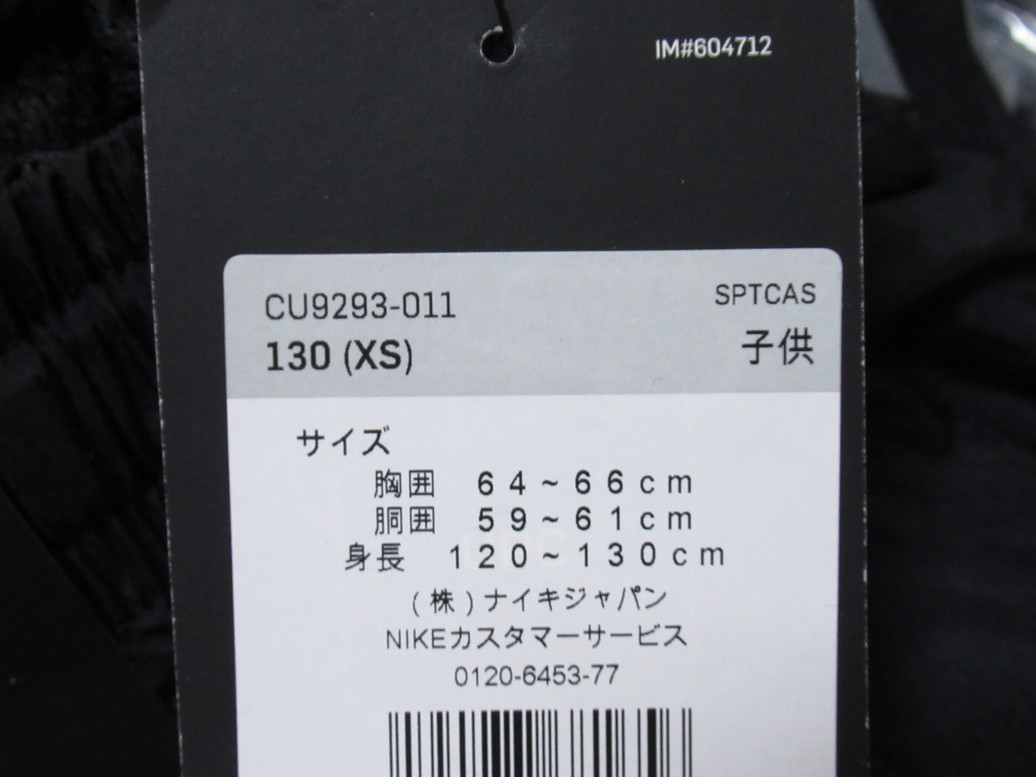 IM#604712
CU9293-011
SPTCAS
130 (XS)
子供
サイズ
胸囲 64~66cm
胴囲 59~61cm
身長 120~130cm
(株)ナイキジャパン
NIKEカスタマーサービス
0120-6453-77